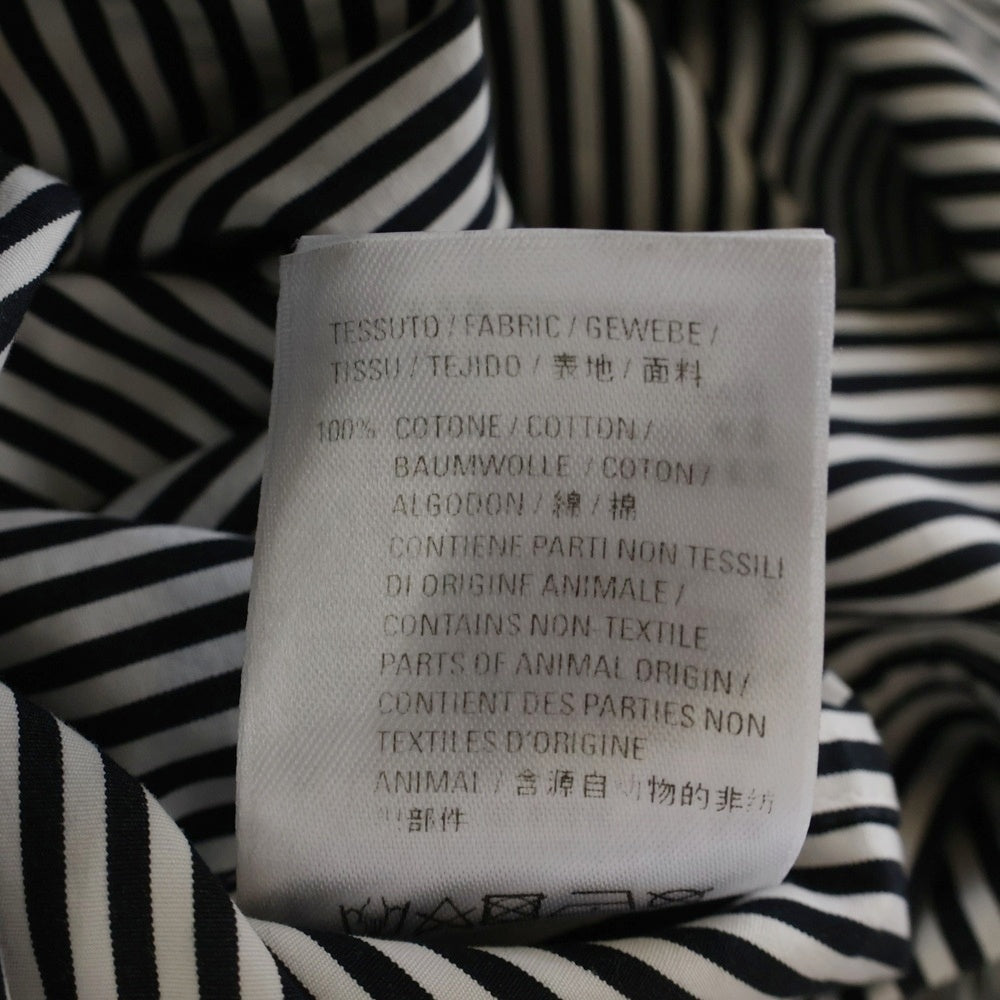 TESSUTO / FABRIC / GEWEBE /
TISSU / TEJIDO / 表地 / 面料
100% COTONE / COTTON /
BAUMWOLLE / COTON /
ALGODON / 綿 / 棉
CONTIENE PARTI NON TESSILI
DI ORIGINE ANIMALE /
CONTAINS NON-TEXTILE
PARTS OF ANIMAL ORIGIN /
CONTIENT DES PARTIES NON
TEXTILES D'ORIGINE
ANIMAL / 含源自动物的非纺
部件